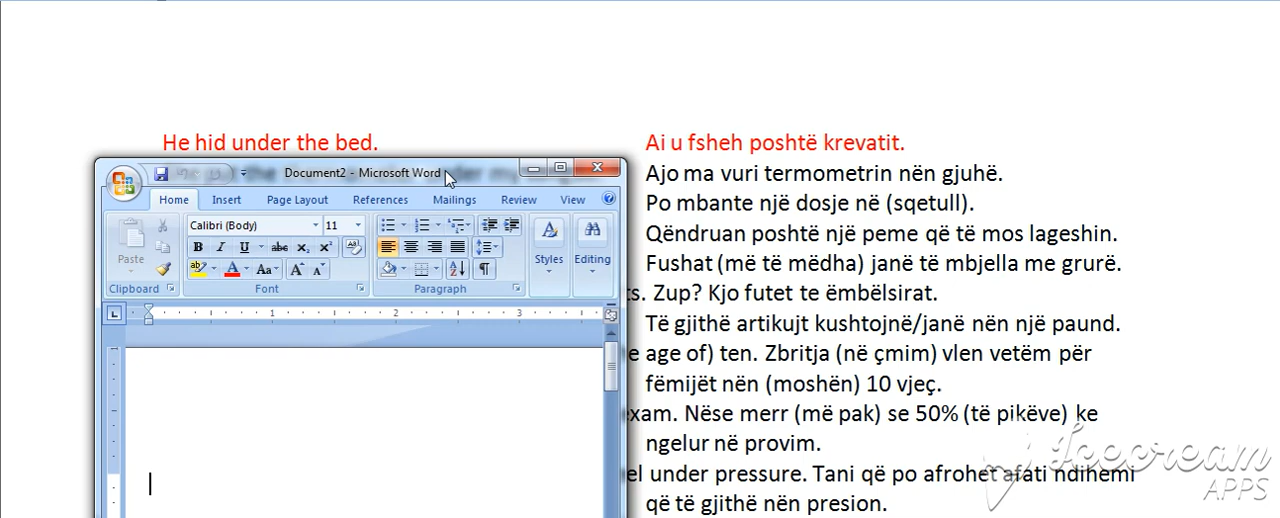 He hid under the bed. Ai u fsheh poshtë krevatit.
Document2 - Microsoft Word
Ajo ma vuri termometrin nën gjuhë.
Home Insert Page Layout References Mailings Review View
Po mbante një dosje në (sqetull).
Calibri (Body) 11
Qëndruan poshtë një peme që të mos lageshin.
Paste Styles Editing
Fushat (më të mëdha) janë të mbjella me grurë.
Clipboard Font Paragraph
ts. Zup? Kjo futet te ëmbëlsirat.
1 2 3
Të gjithë artikujt kushtojnë/janë nën një paund.
e age of) ten. Zbritja (në çmim) vlen vetëm për
fëmijët nën (moshën) 10 vjeç.
exam. Nëse merr (më pak) se 50% (të pikëve) ke
ngelur në provim.
el under pressure. Tani që po afrohet afati ndihemi
që të gjithë nën presion.
Icecream
APPS